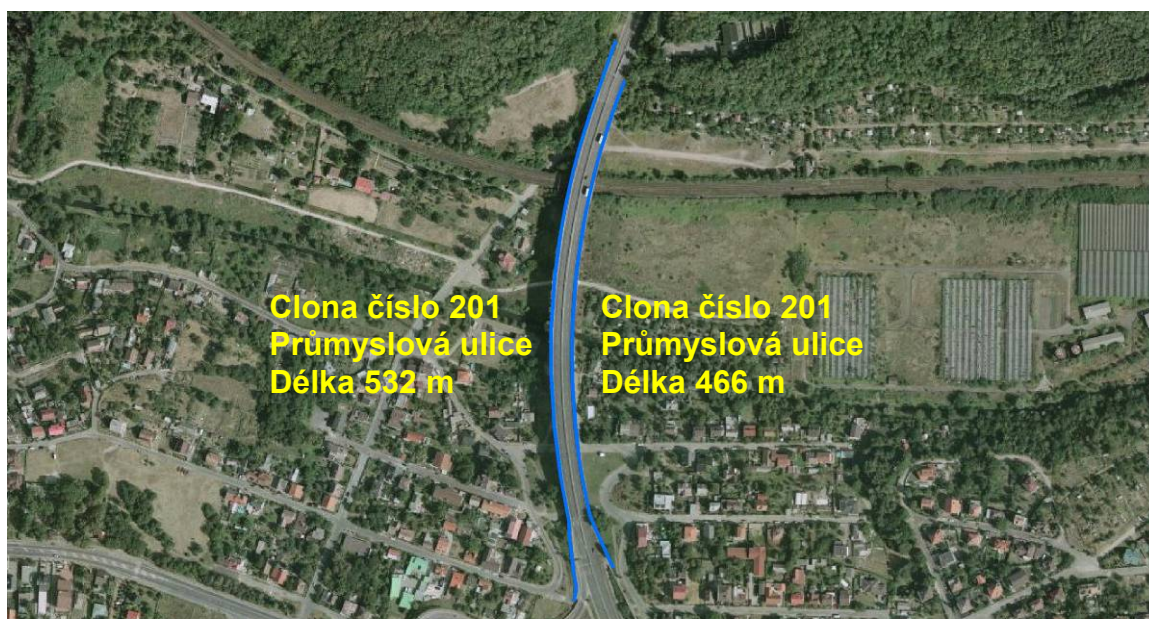 Clona číslo 201
Průmyslová ulice
Délka 532 m
Clona číslo 201
Průmyslová ulice
Délka 466 m